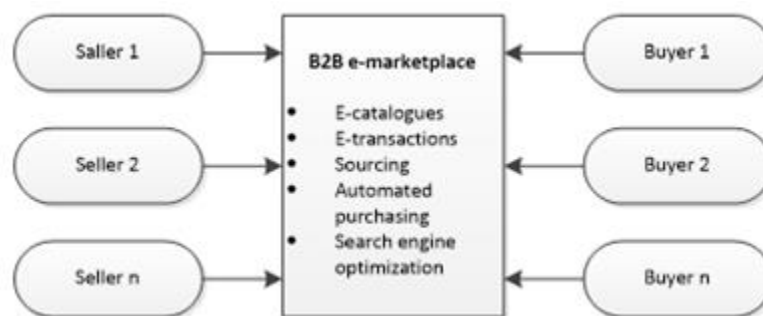 Saller 1
Seller 2
Seller n
B2B e-marketplace
• E-catalogues
• E-transactions
• Sourcing
• Automated
purchasing
• Search engine
optimization
Buyer 1
Buyer 2
Buyer n